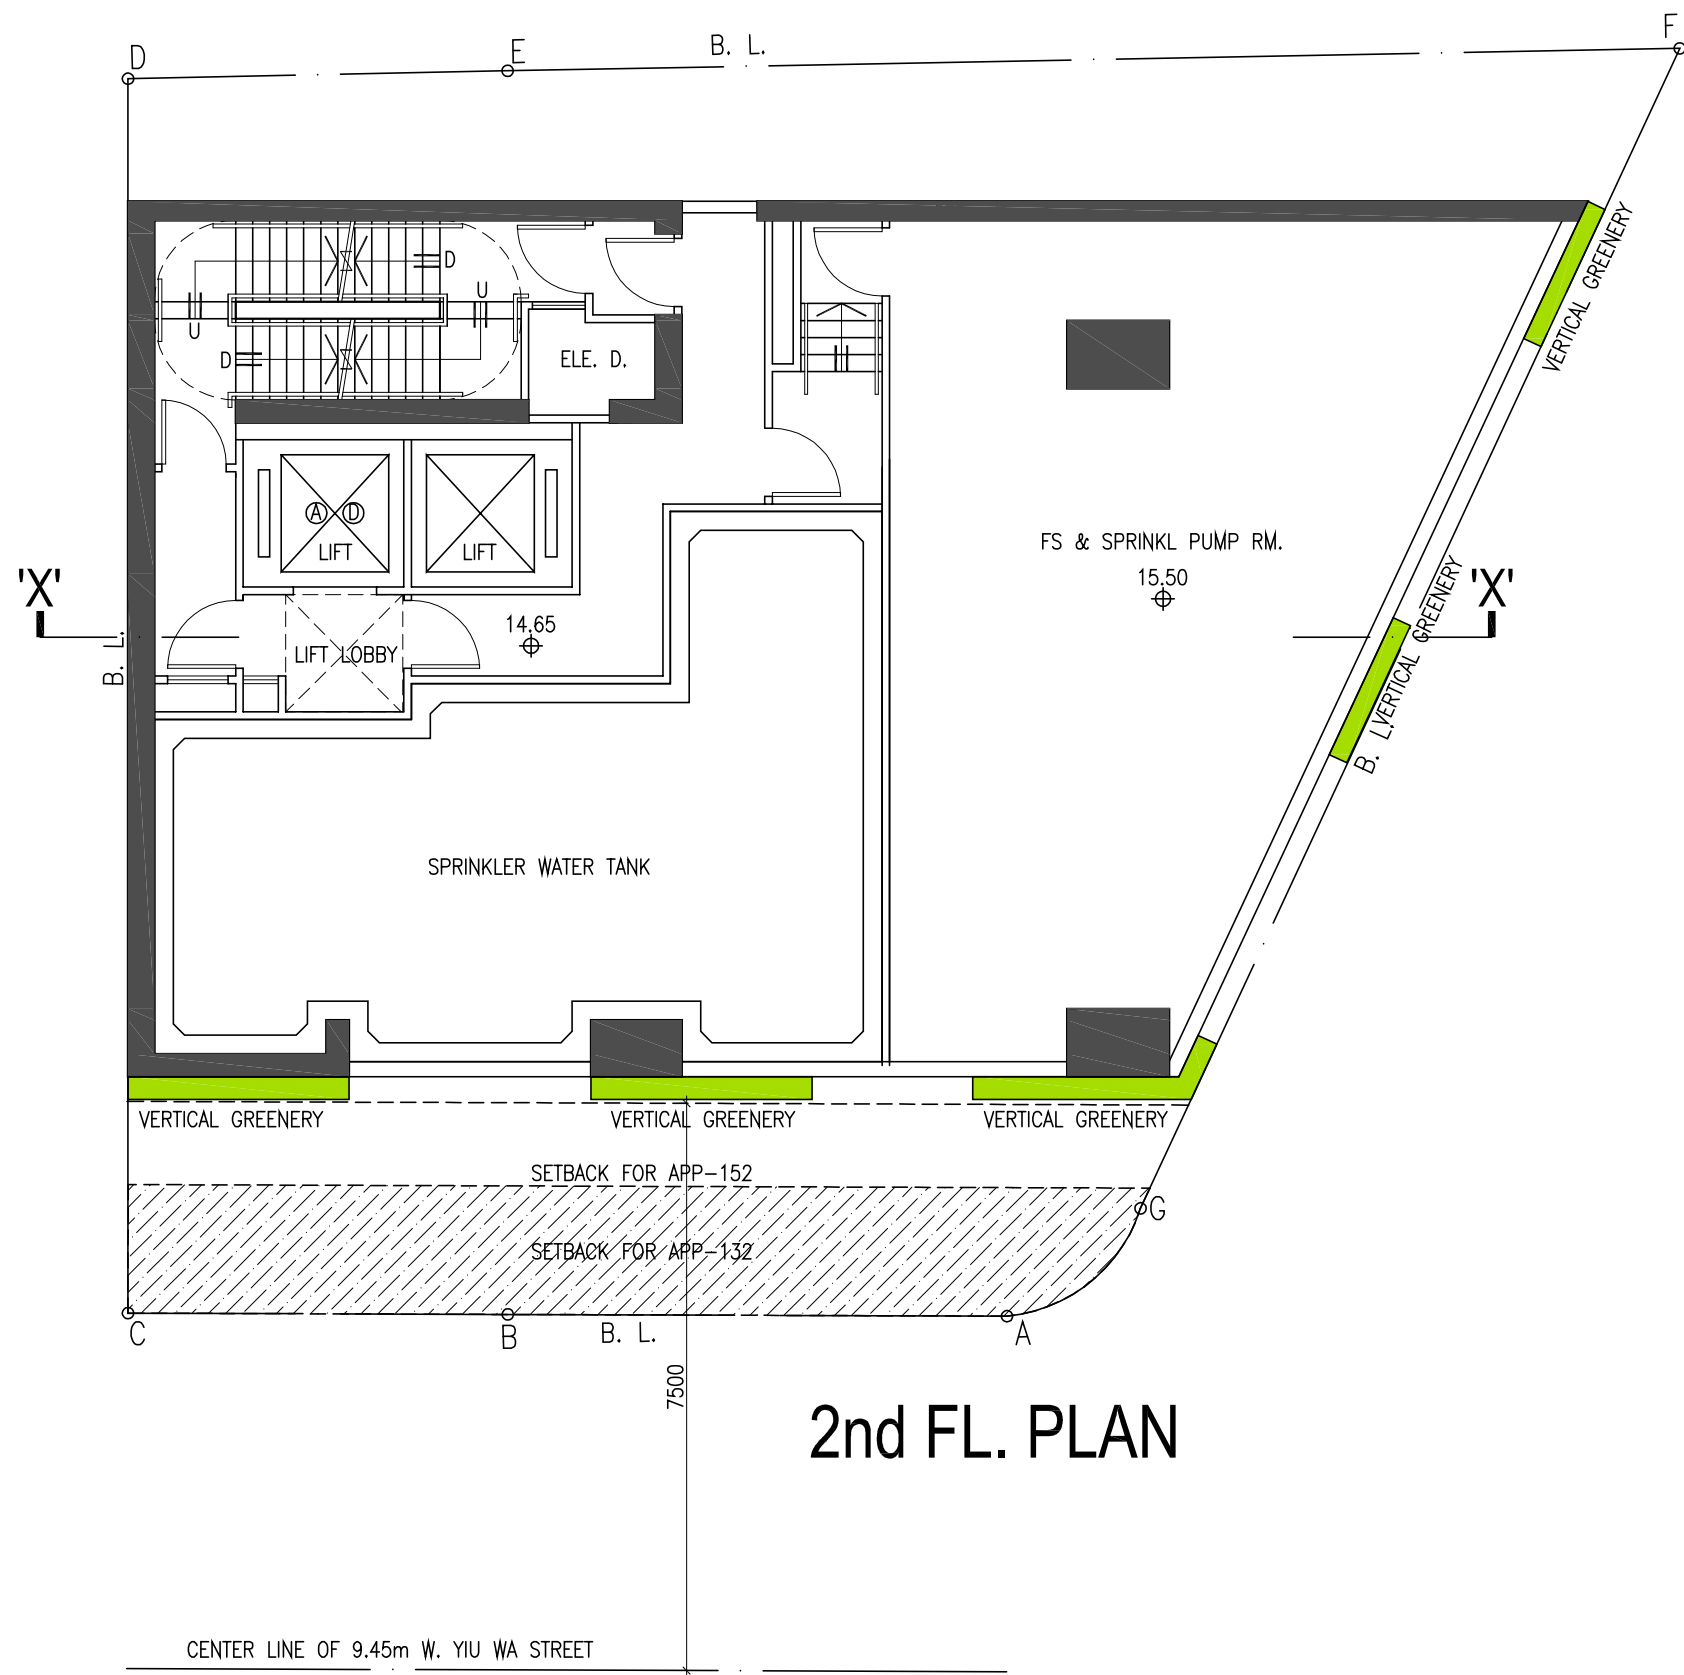 D
E
B. L.
F
D
U
U
D
ELE. D.
VERTICAL GREENERY
A D
LIFT
LIFT
FS & SPRINKL PUMP RM.
15.50
'X'
'X'
B. L.
14.65
LIFT LOBBY
VERTICAL GREENERY
B. L.
SPRINKLER WATER TANK
VERTICAL GREENERY
VERTICAL GREENERY
VERTICAL GREENERY
SETBACK FOR APP-152
G
SETBACK FOR APP-132
C
B
B. L.
A
7500
2nd FL. PLAN
CENTER LINE OF 9.45m W. YIU WA STREET